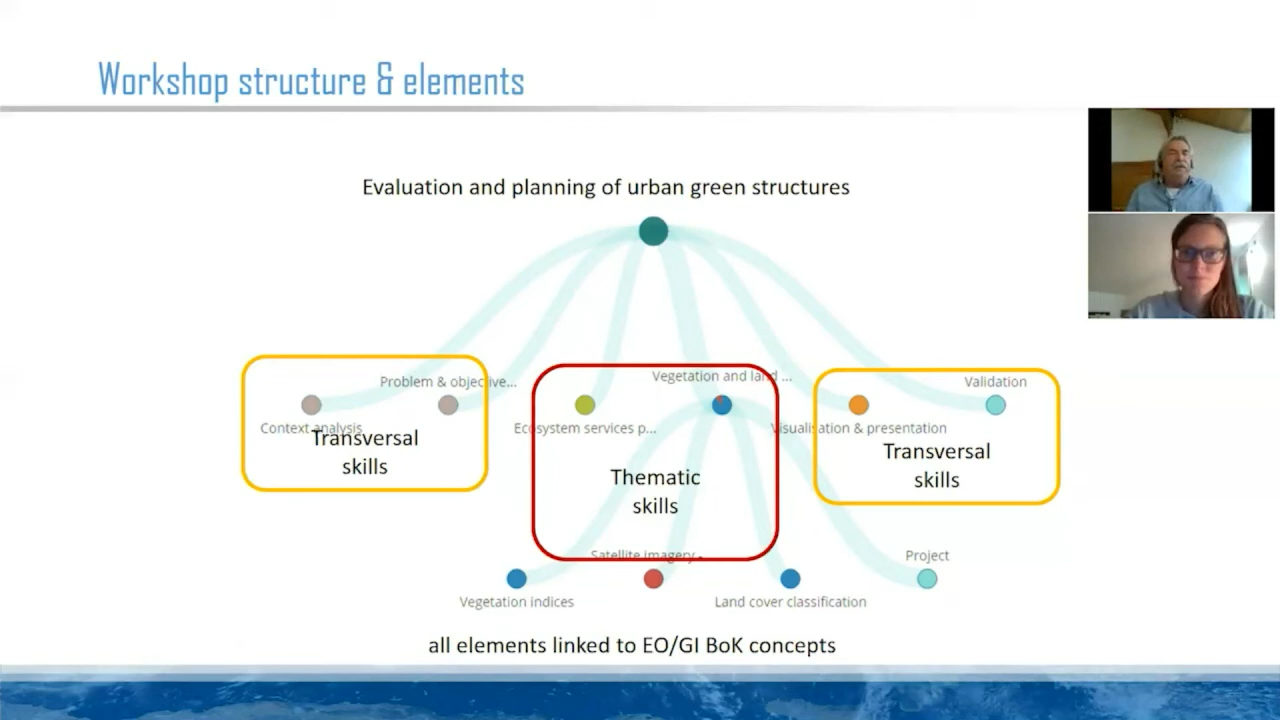 Workshop structure & elements
Evaluation and planning of urban green structures
Problem & objective...
Vegetation and land ...
Validation
Context analysis
Ecosystem services p...
Visualisation & presentation
Transversal
skills
Thematic
skills
Transversal
skills
Satellite imagery -
Project
Vegetation indices
Land cover classification
all elements linked to EO/GI BoK concepts